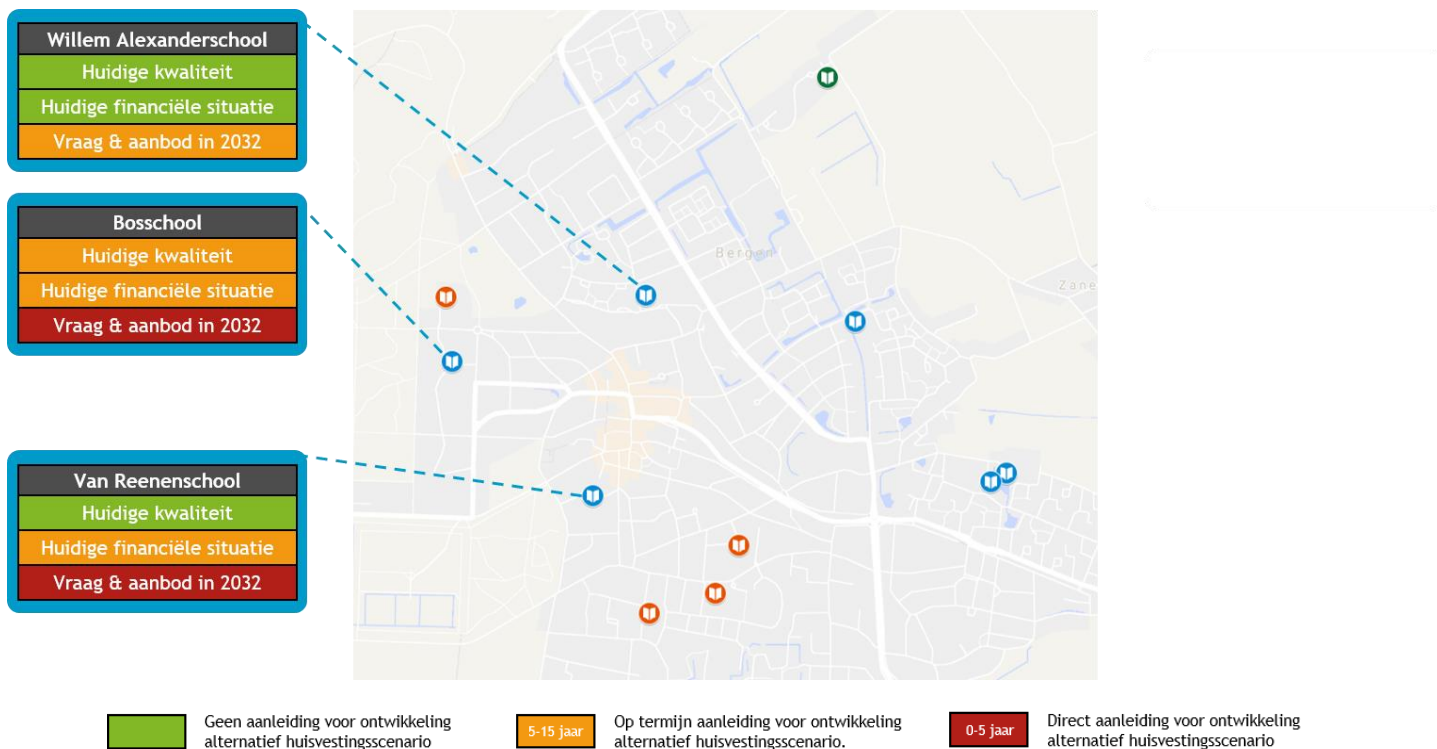 Willem Alexanderschool
Huidige kwaliteit
Huidige financiële situatie
Vraag & aanbod in 2032
Bosschool
Huidige kwaliteit
Huidige financiële situatie
Vraag & aanbod in 2032
Van Reenenschool
Huidige kwaliteit
Huidige financiële situatie
Vraag & aanbod in 2032
Bergen
Zane
Geen aanleiding voor ontwikkeling
alternatief huisvestingsscenario
5-15 jaar
Op termijn aanleiding voor ontwikkeling
alternatief huisvestingsscenario.
0-5 jaar
Direct aanleiding voor ontwikkeling
alternatief huisvestingsscenario